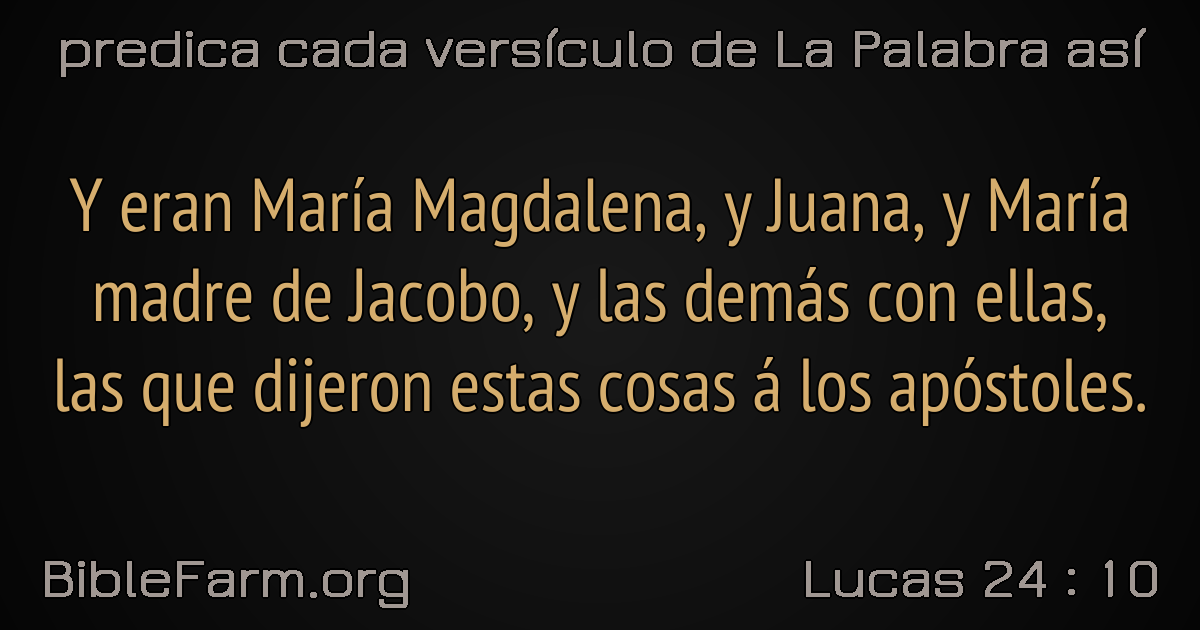 predica cada versículo de La Palabra así
Y eran María Magdalena, y Juana, y María
madre de Jacobo, y las demás con ellas,
las que dijeron estas cosas á los apóstoles.
BibleFarm.org
Lucas 24 : 10